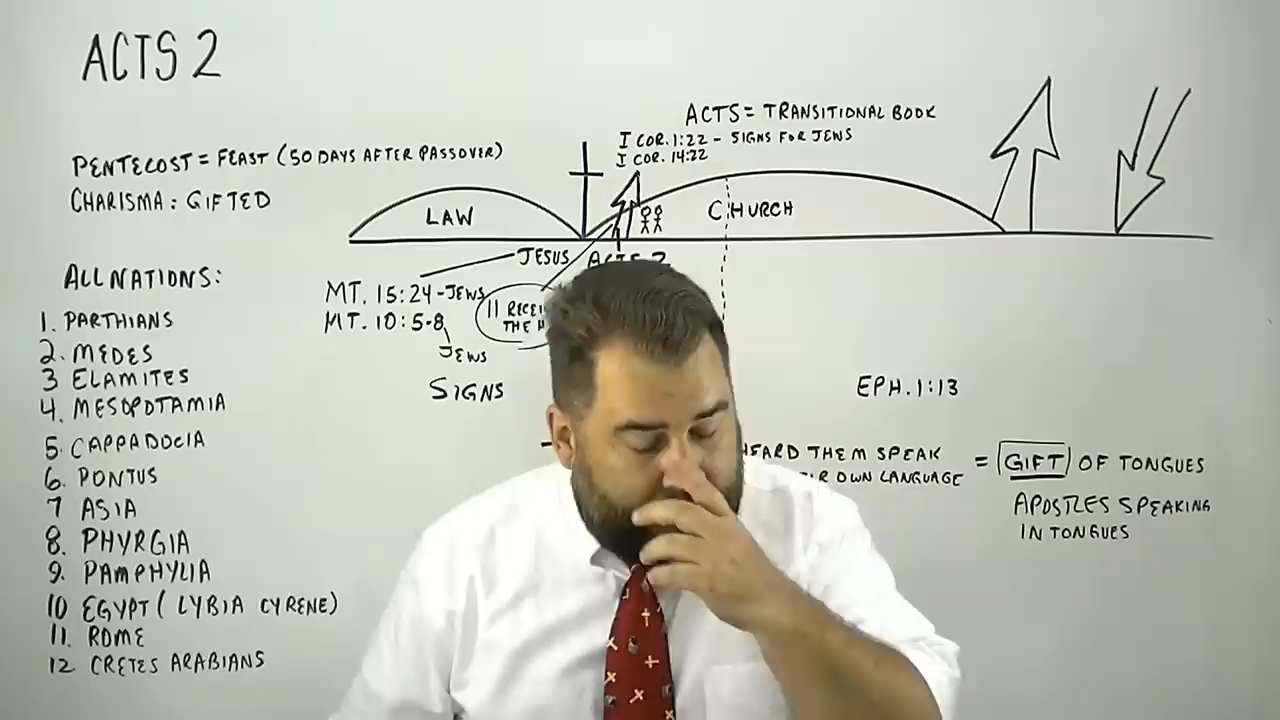 ACTS 2
ACTS = TRANSITIONAL BOOK
I COR. 1:22 - SIGNS FOR JEWS
I COR. 14:22
PENTECOST = FEAST (50 DAYS AFTER PASSOVER)
CHARISMA: GIFTED
LAW
CHURCH
JESUS
ACTS 2
ALL NATIONS:
1. PARTHIANS
2. MEDES
3 ELAMITES
4. MESOPOTAMIA
5. CAPPADOCIA
6. PONTUS
7 ASIA
8. PHYRGIA
9. PAMPHYLIA
10 EGYPT ( LYBIA CYRENE)
11. ROME
12 CRETES ARABIANS
MT. 15:24 - JEWS
MT. 10:5-8
JEWS
11
THE
SIGNS
EPH. 1:13
THEM SPEAK
OWN LANGUAGE
= GIFT OF TONGUES
APOSTLES SPEAKING
IN TONGUES